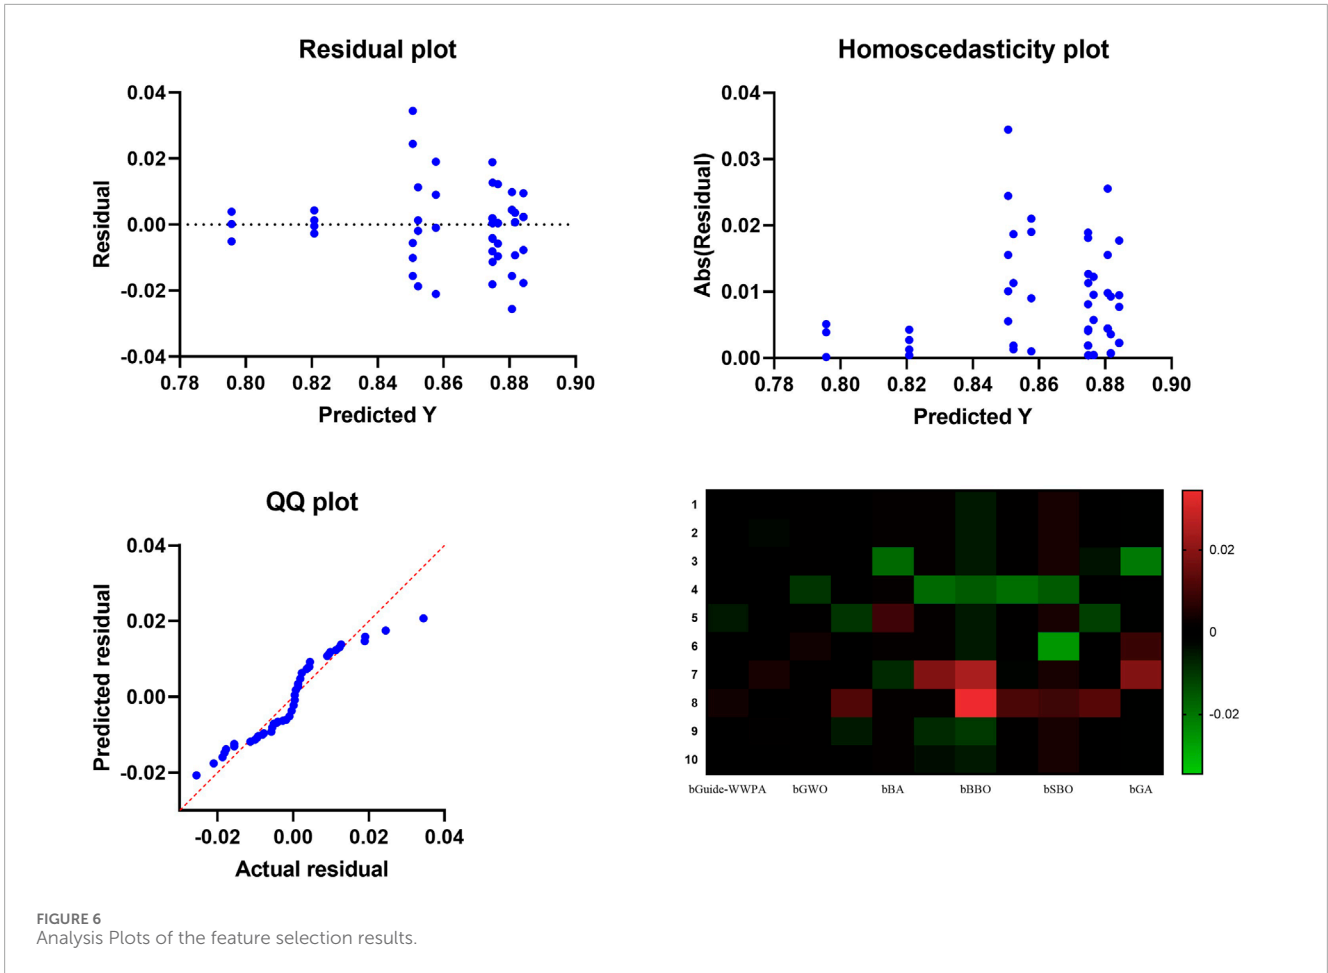 Residual plot
0.04
0.02
0.00
-0.02
-0.04
Residual
0.78 0.80 0.82 0.84 0.86 0.88 0.90
Predicted Y
Homoscedasticity plot
0.04
0.03
0.02
0.01
0.00
Abs(Residual)
0.78 0.80 0.82 0.84 0.86 0.88 0.90
Predicted Y
QQ plot
0.04
0.02
0.00
-0.02
Predicted residual
-0.02 0.00 0.02 0.04
Actual residual
1
2
3
4
5
6
7
8
9
10
bGuide-WWPA bGWO bBA bBBO bSBO bGA
0.02
0
-0.02
FIGURE 6
Analysis Plots of the feature selection results.